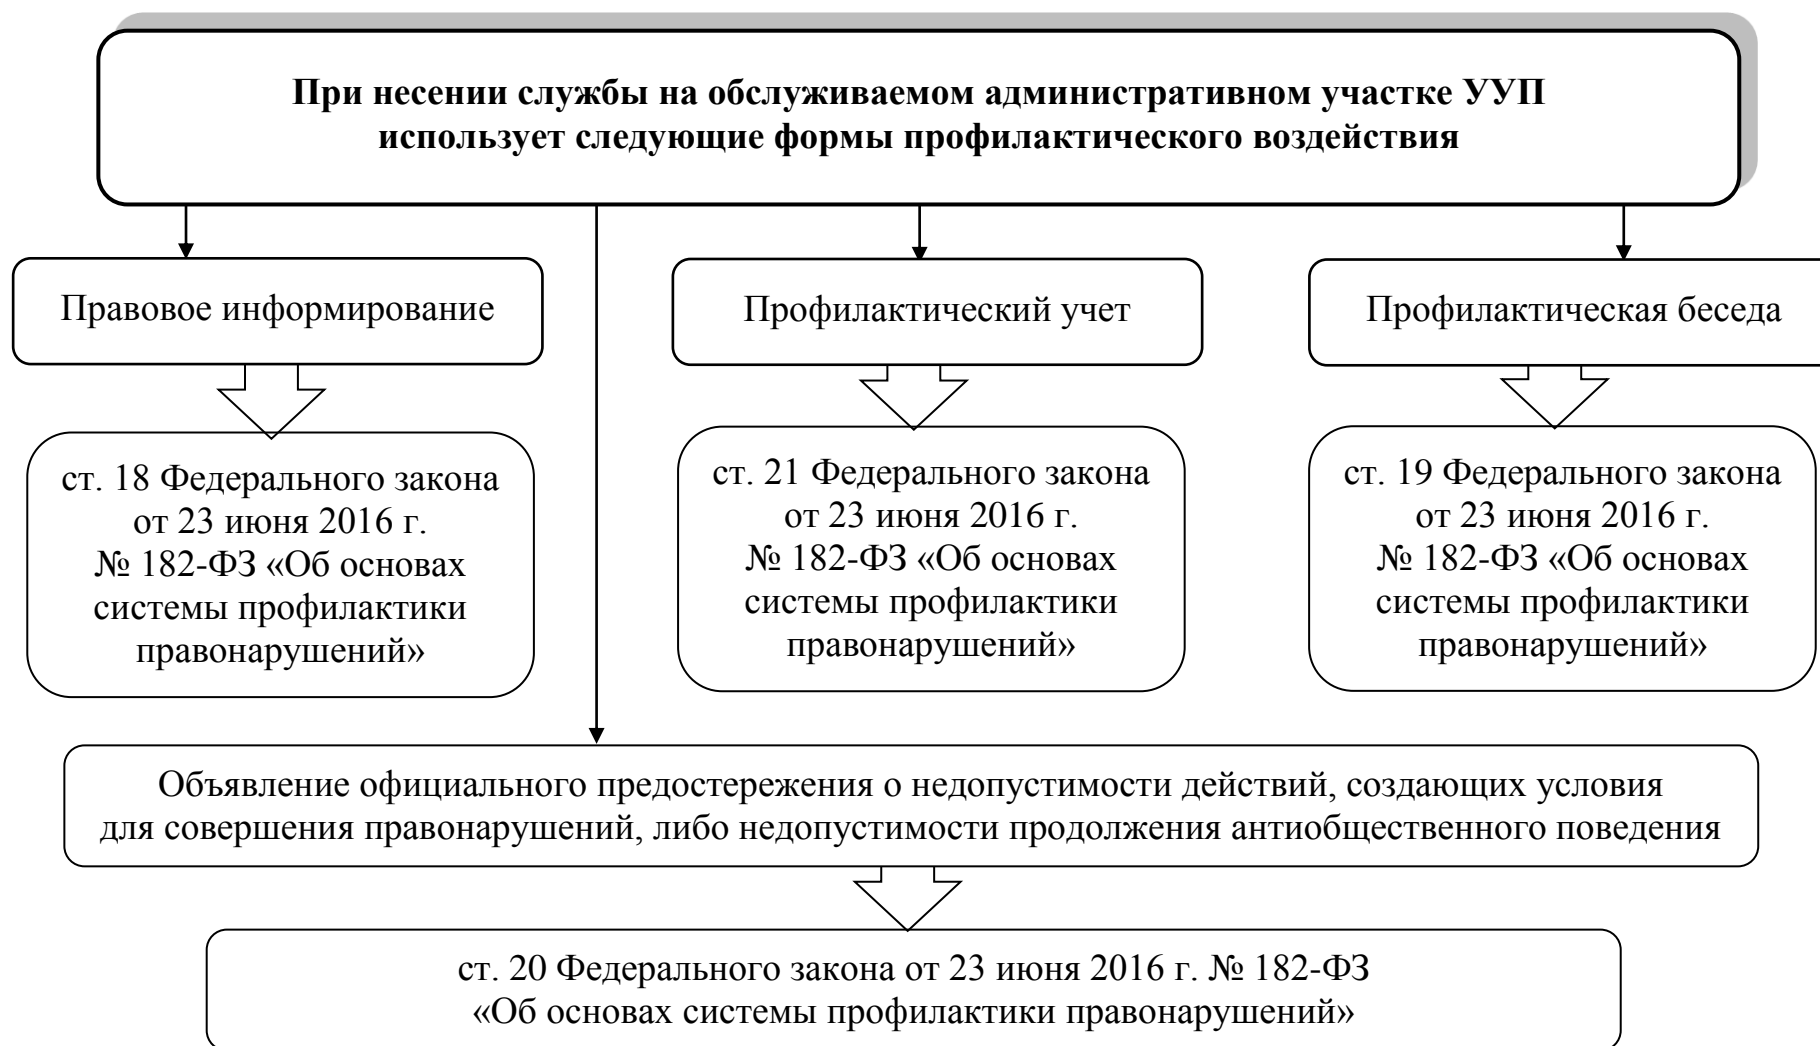 При несении службы на обслуживаемом административном участке УУП
использует следующие формы профилактического воздействия
Правовое информирование
Профилактический учет
Профилактическая беседа
ст. 18 Федерального закона
от 23 июня 2016 г.
№ 182-ФЗ «Об основах
системы профилактики
правонарушений»
ст. 21 Федерального закона
от 23 июня 2016 г.
№ 182-ФЗ «Об основах
системы профилактики
правонарушений»
ст. 19 Федерального закона
от 23 июня 2016 г.
№ 182-ФЗ «Об основах
системы профилактики
правонарушений»
Объявление официального предостережения о недопустимости действий, создающих условия
для совершения правонарушений, либо недопустимости продолжения антиобщественного поведения
ст. 20 Федерального закона от 23 июня 2016 г. № 182-ФЗ
«Об основах системы профилактики правонарушений»